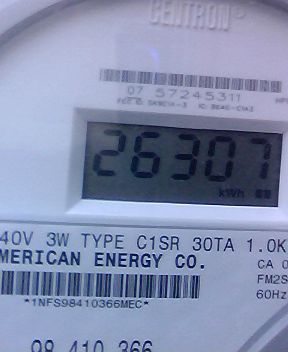 CENTRON®
07 57245311
26307
kWh
40V 3W TYPE C1SR 30TA 1.0K
MERICAN ENERGY CO.
CA 0
FM2S
60Hz
*1NFS98410366MEC*
98 410 366